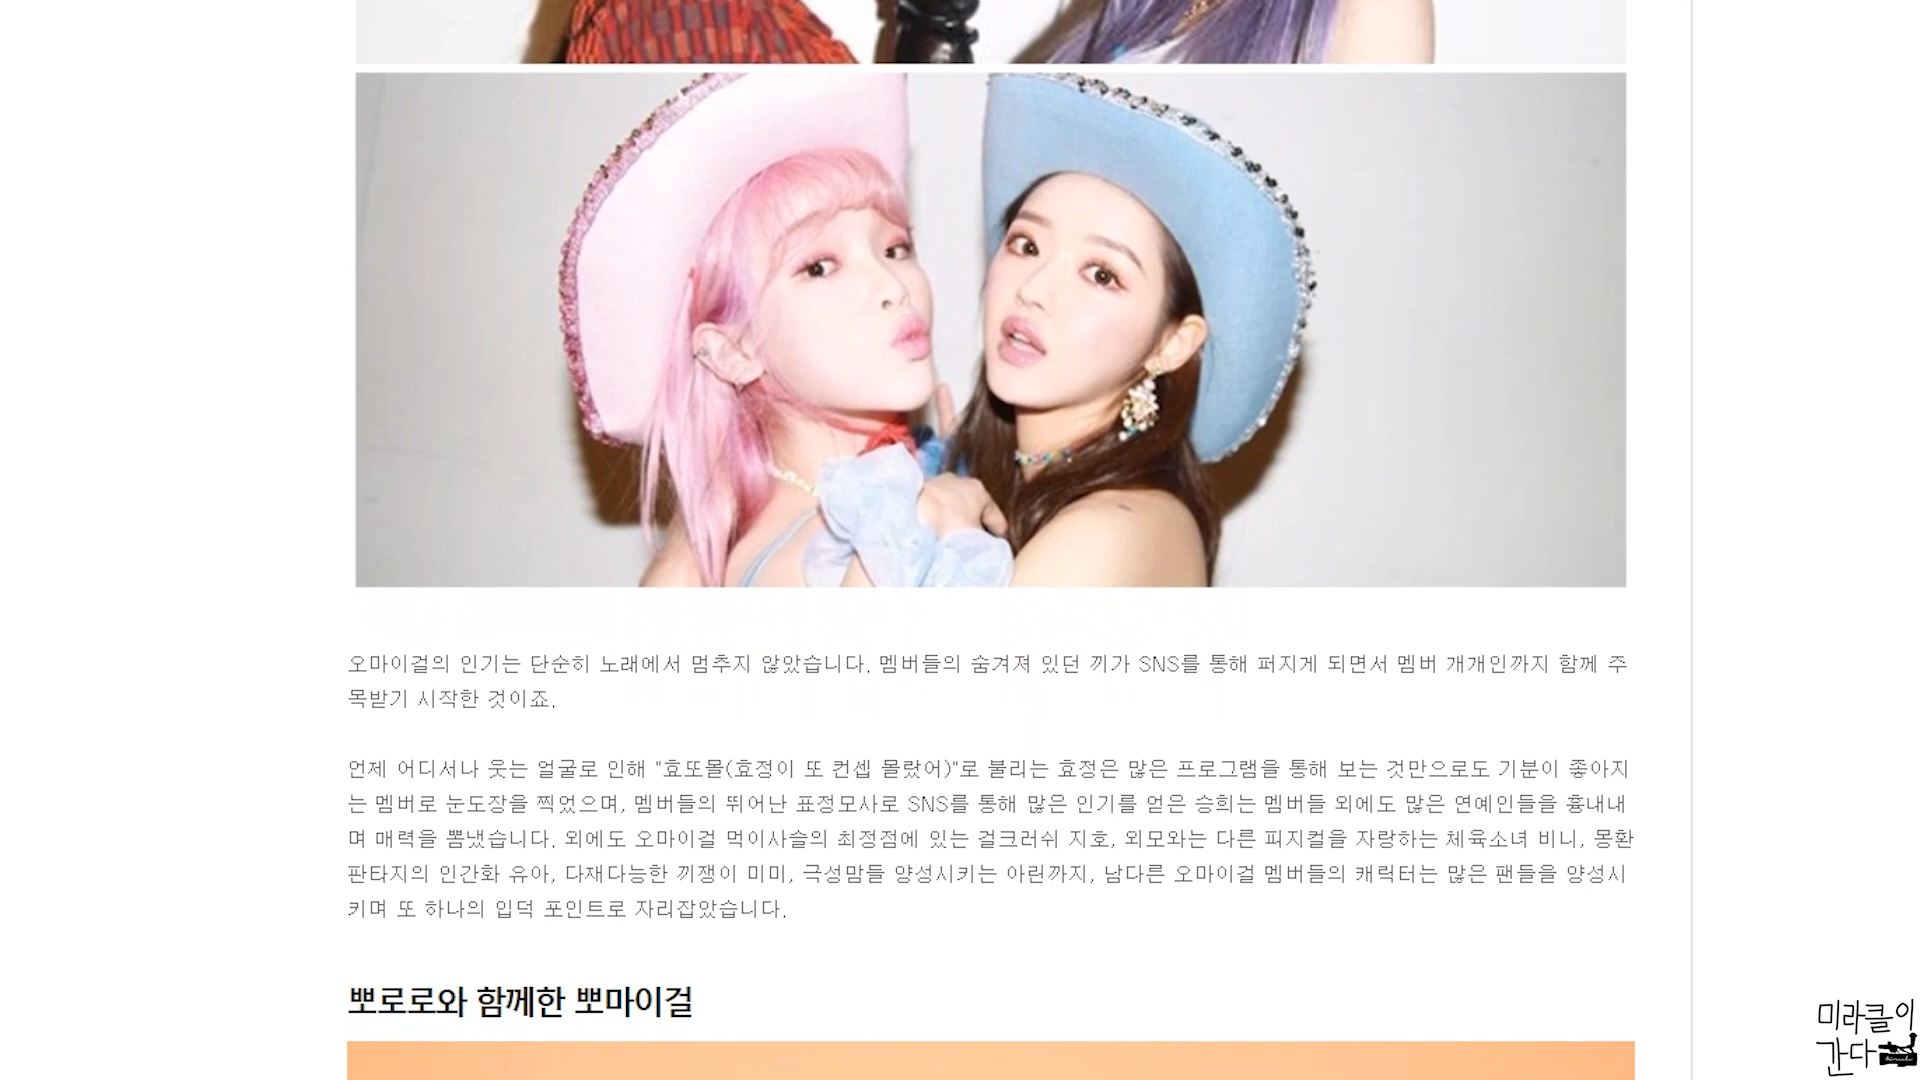 오마이걸의 인기는 단순히 노래에서 멈추지 않았습니다. 멤버들의 숨겨져 있던 끼가 SNS를 통해 퍼지게 되면서 멤버 개개인까지 함께 주
목받기 시작한 것이죠.
언제 어디서나 웃는 얼굴로 인해 "효또몰(효정이 또 컨셉 몰랐어)"로 불리는 효정은 많은 프로그램을 통해 보는 것만으로도 기분이 좋아지
는 멤버로 눈도장을 찍었으며, 멤버들의 뛰어난 표정모사로 SNS를 통해 많은 인기를 얻은 승희는 멤버들 외에도 많은 연예인들을 흉내내
며 매력을 뽐냈습니다. 외에도 오마이걸 먹이사슬의 최정점에 있는 걸크러쉬 지호, 외모와는 다른 피지컬을 자랑하는 체육소녀 비니, 몽환
판타지의 인간화 유아, 다재다능한 끼쟁이 미미, 극성맘들 양성시키는 아린까지, 남다른 오마이걸 멤버들의 캐릭터는 많은 팬들을 양성시
키며 또 하나의 입덕 포인트로 자리잡았습니다.
뽀로로와 함께한 뽀마이걸
미라클이
간다